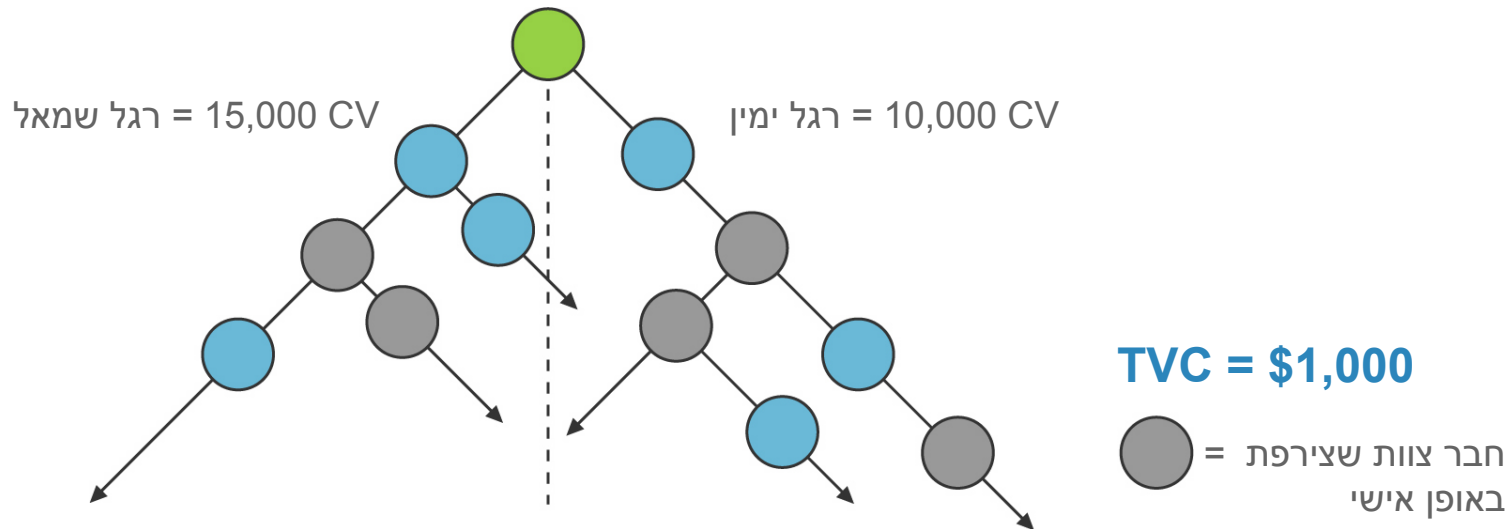 רגל שמאל = 15,000 CV
רגל ימין = 10,000 CV
TVC = $1,000
= חבר צוות שצירפת
באופן אישי